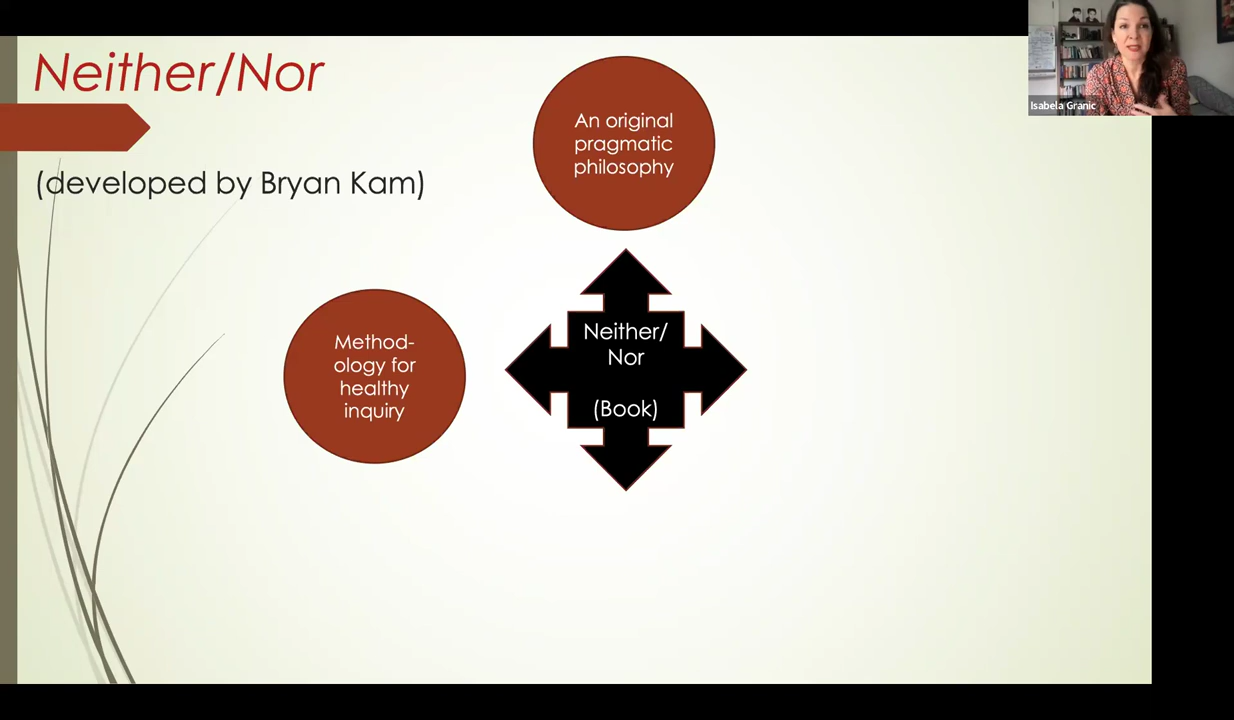 Neither/Nor
(developed by Bryan Kam)
An original
pragmatic
philosophy
Method-
ology for
healthy
inquiry
Neither/
Nor
(Book)
Isabela Granic